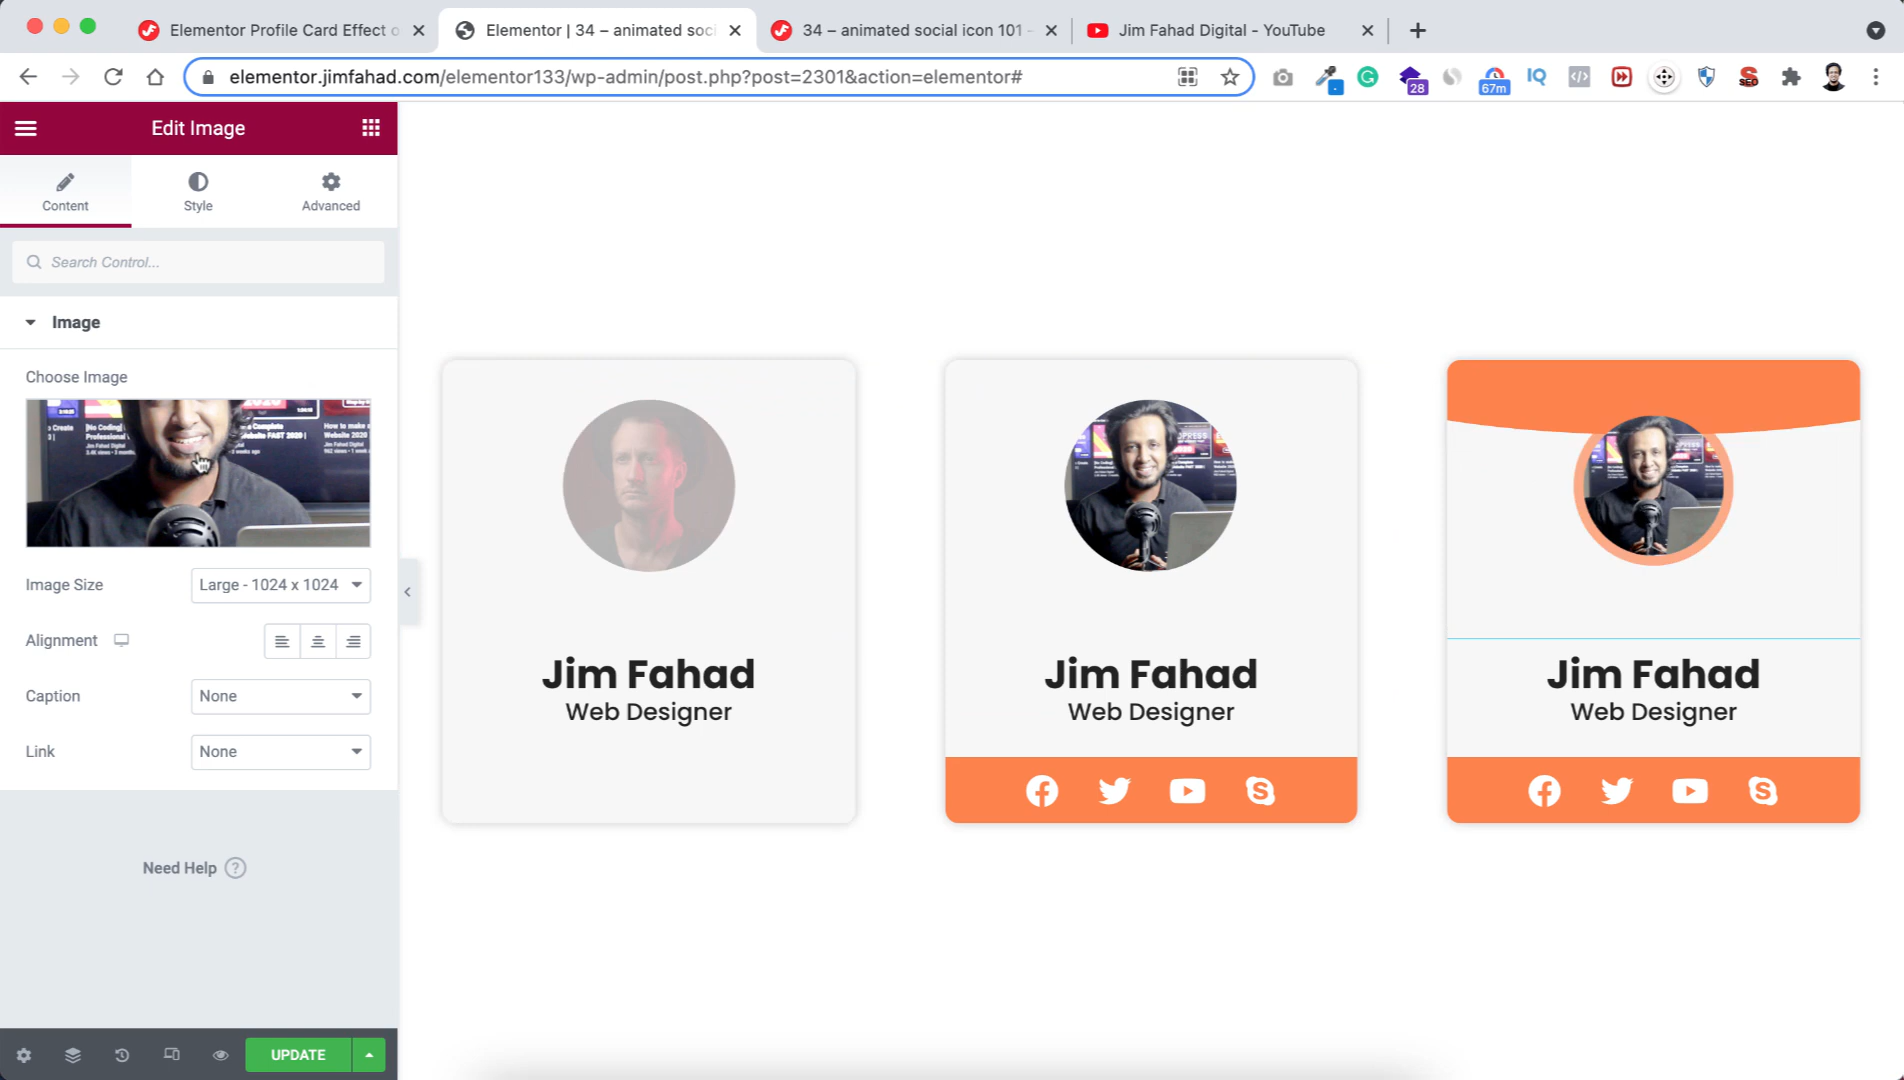 Elementor Profile Card Effect o
Elementor | 34 – animated soci
34 – animated social icon 101 -
Jim Fahad Digital - YouTube
elementor.jimfahad.com/elementor133/wp-admin/post.php?post=2301&action=elementor#
28
67m
IQ
SEO
Edit Image
Content
Style
Advanced
Search Control...
Image
Choose Image
Image Size
Large - 1024 x 1024
Alignment
Caption
None
Link
None
Need Help ?
UPDATE
Jim Fahad
Web Designer
Jim Fahad
Web Designer
Jim Fahad
Web Designer